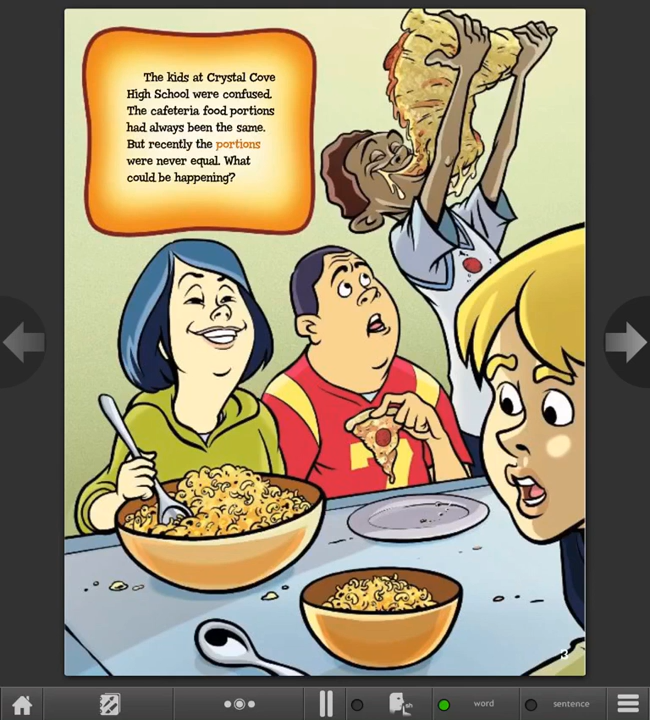 The kids at Crystal Cove
High School were confused.
The cafeteria food portions
had always been the same.
But recently the portions
were never equal. What
could be happening?
3
word
sentence